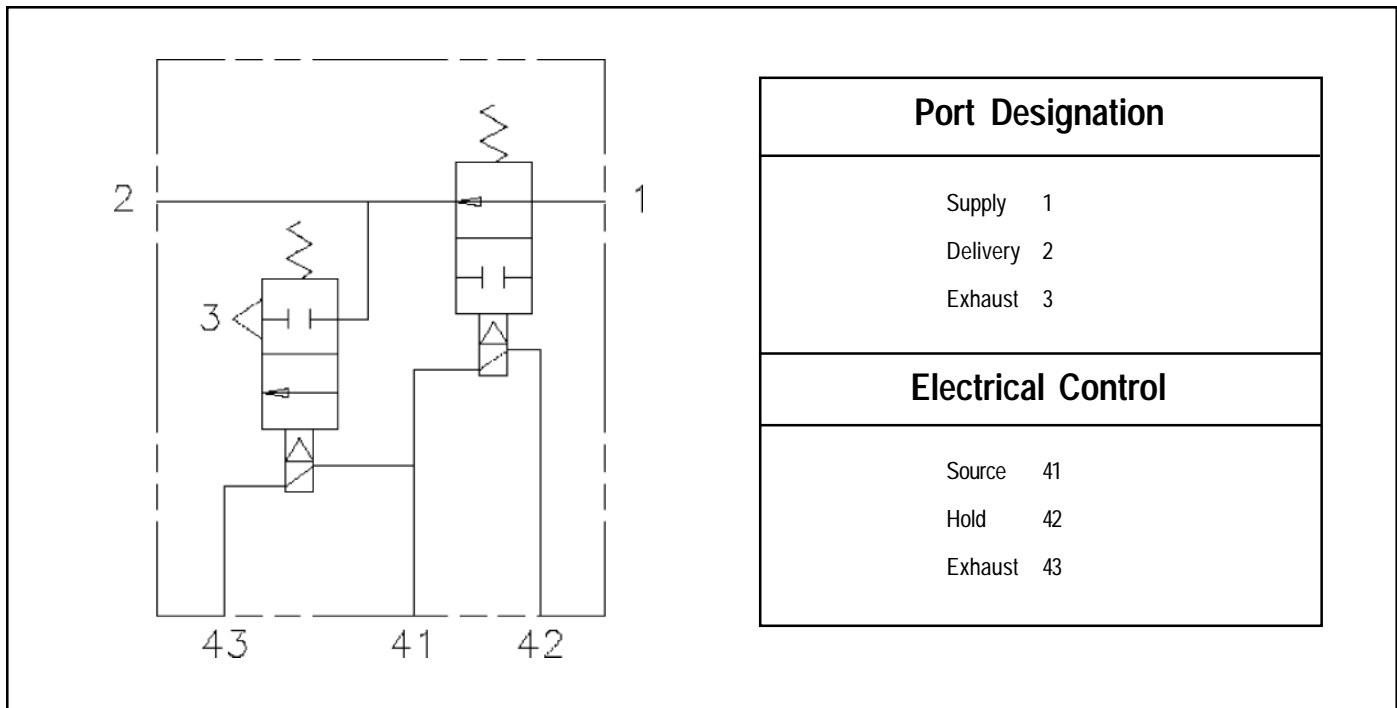 2
1
3
43
41
42
Port Designation
Supply 1
Delivery 2
Exhaust 3
Electrical Control
Source 41
Hold 42
Exhaust 43